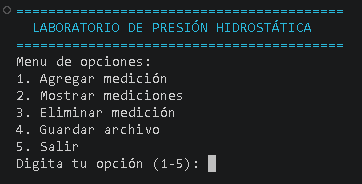 =========================================
LABORATORIO DE PRESIÓN HIDROSTÁTICA
=========================================
Menu de opciones:
1. Agregar medición
2. Mostrar mediciones
3. Eliminar medición
4. Guardar archivo
5. Salir
Digita tu opción (1-5):